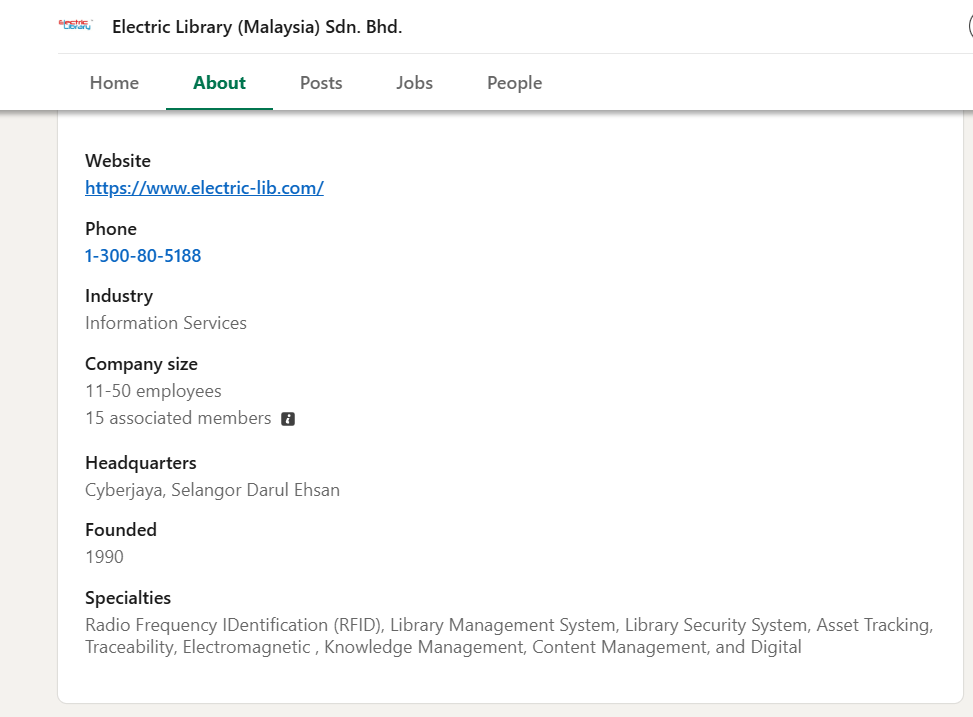 Electric
Library
Electric Library (Malaysia) Sdn. Bhd.
Home
About
Posts
Jobs
People
Website
https://www.electric-lib.com/
Phone
1-300-80-5188
Industry
Information Services
Company size
11-50 employees
15 associated members
Headquarters
Cyberjaya, Selangor Darul Ehsan
Founded
1990
Specialties
Radio Frequency IDentification (RFID), Library Management System, Library Security System, Asset Tracking,
Traceability, Electromagnetic , Knowledge Management, Content Management, and Digital